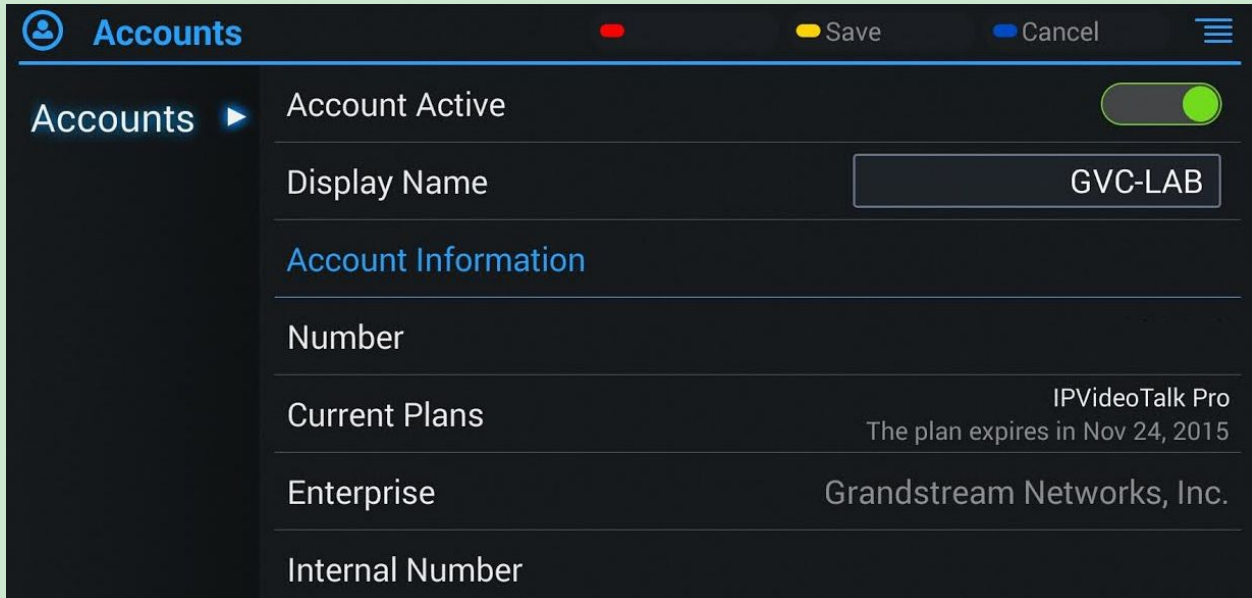 Accounts
Save
Cancel
Accounts
Account Active
Display Name
GVC-LAB
Account Information
Number
Current Plans
IPVideoTalk Pro
The plan expires in Nov 24, 2015
Enterprise
Grandstream Networks, Inc.
Internal Number